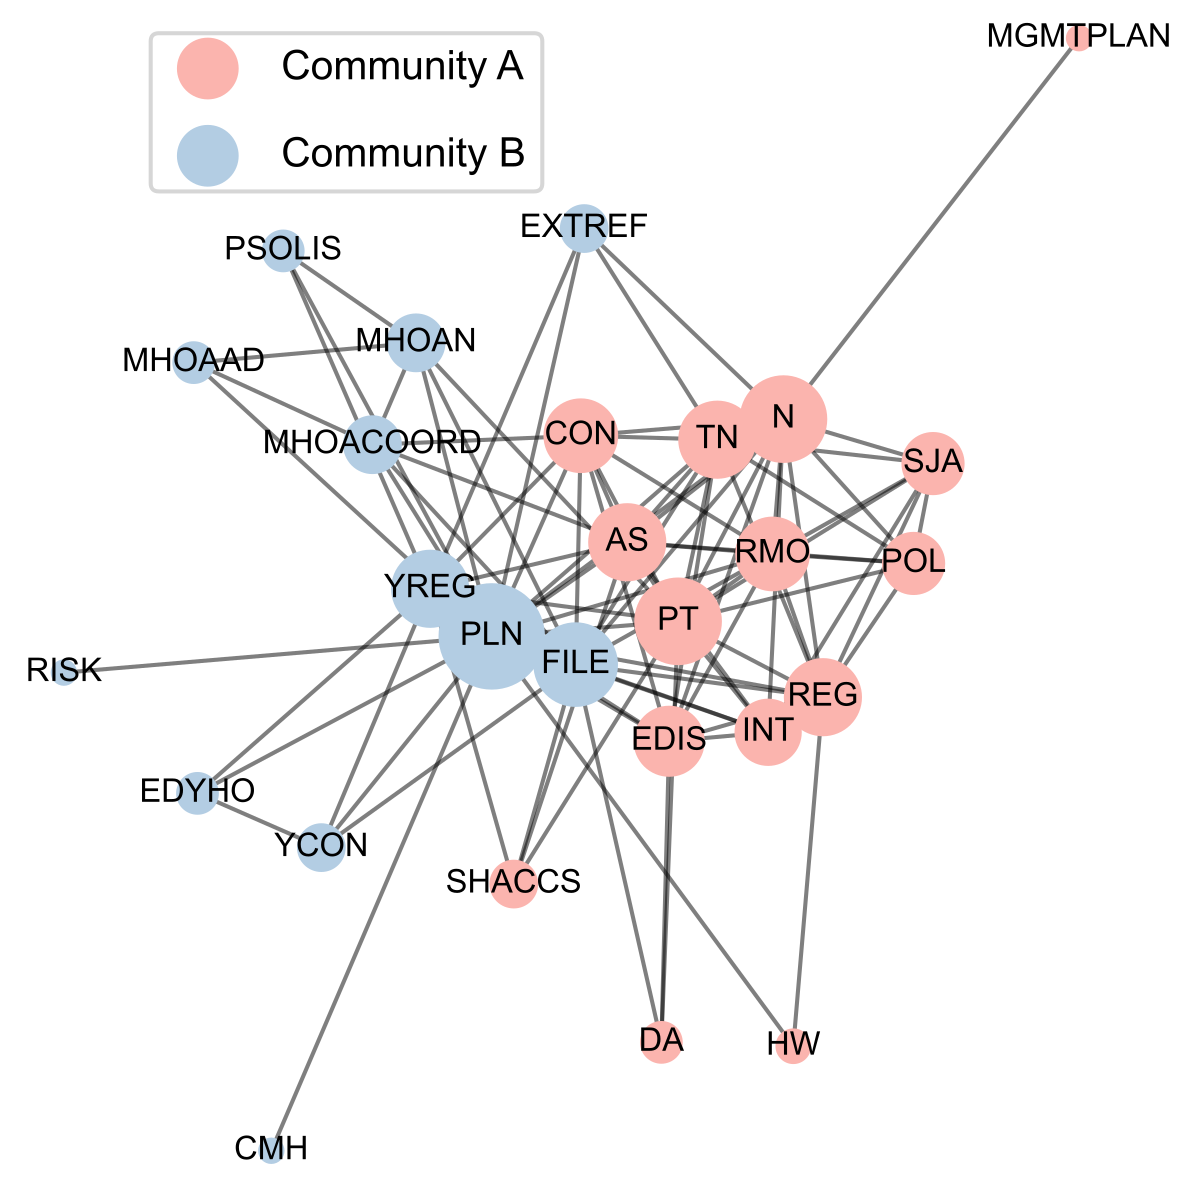 MGMTPLAN
Community A
Community B
EXTREF
PSOLIS
MHOAN
MHOAAD
N
CON
TN
MHOACOORD
SJA
AS
RMO
POL
YREG
PT
PLN
FILE
RISK
REG
INT
EDIS
EDYHO
YCON
SHACCS
DA
HW
CMH